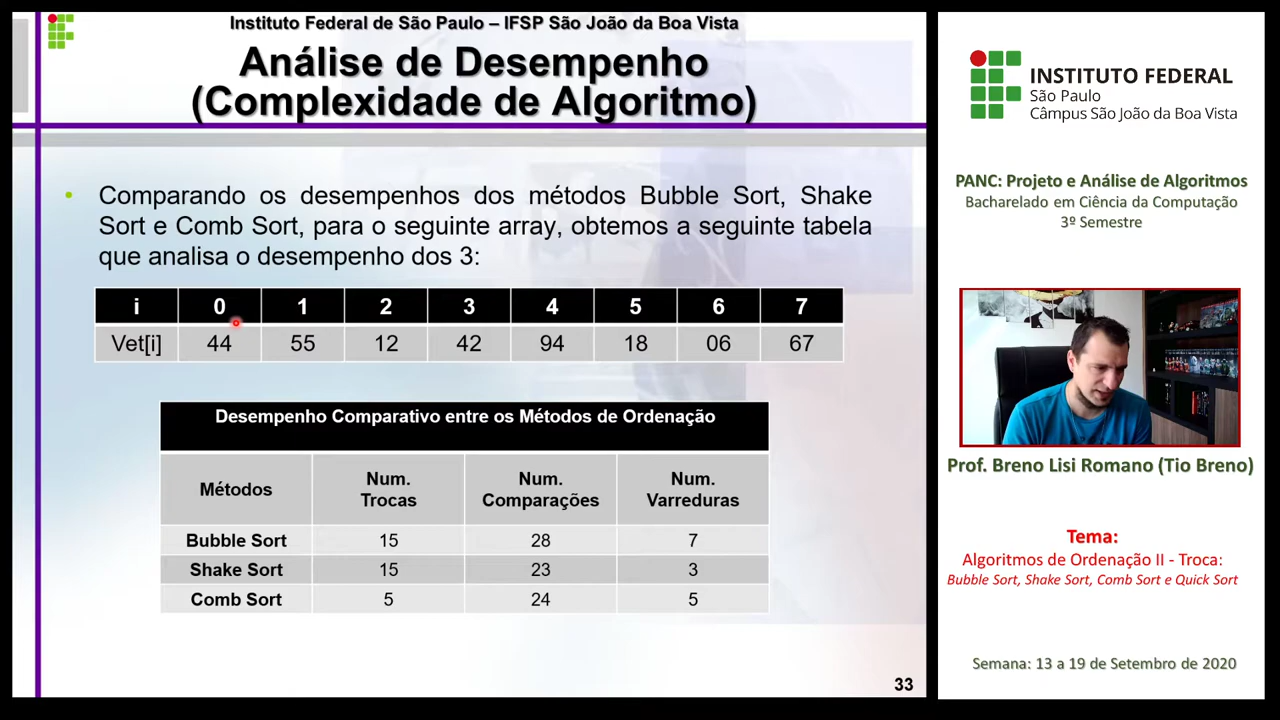 Instituto Federal de São Paulo – IFSP São João da Boa Vista
Análise de Desempenho
(Complexidade de Algoritmo)
• Comparando os desempenhos dos métodos Bubble Sort, Shake
Sort e Comb Sort, para o seguinte array, obtemos a seguinte tabela
que analisa o desempenho dos 3:
i 0 1 2 3 4 5 6 7
Vet[i] 44 55 12 42 94 18 06 67
Desempenho Comparativo entre os Métodos de Ordenação
Métodos Num. Trocas Num. Comparações Num. Varreduras
Bubble Sort 15 28 7
Shake Sort 15 23 3
Comb Sort 5 24 5
33
INSTITUTO FEDERAL
São Paulo
Câmpus São João da Boa Vista
PANC: Projeto e Análise de Algoritmos
Bacharelado em Ciência da Computação
3º Semestre
Prof. Breno Lisi Romano (Tio Breno)
Tema:
Algoritmos de Ordenação II - Troca:
Bubble Sort, Shake Sort, Comb Sort e Quick Sort
Semana: 13 a 19 de Setembro de 2020